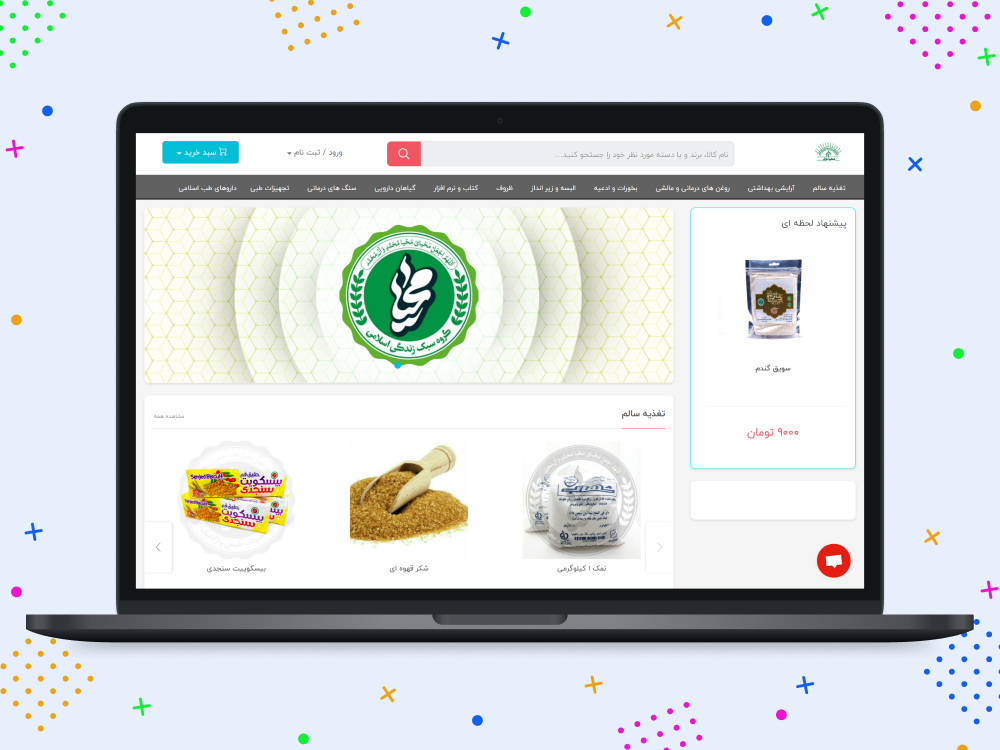 نام کالا، برند و یا دسته مورد نظر خود را جستجو کنید...
ورود / ثبت نام
سبد خرید
تغذیه سالم
آرایشی بهداشتی
روغن های درمانی و مالشی
بخورات و ادعیه
البسه و زیر انداز
ظروف
کتاب و نرم افزار
گیاهان دارویی
سنگ های درمانی
تجهیزات طبی
داروهای طب اسلامی
پیشنهاد لحظه ای
سویق گندم
۹۰۰۰ تومان
گروه سبک زندگی اسلامی
تغذیه سالم
مشاهده همه
نمک ۱ کیلوگرمی
شکر قهوه ای
Senjed Biscuit
بیسکویت
سنجدی
بیسکوییت سنجدی